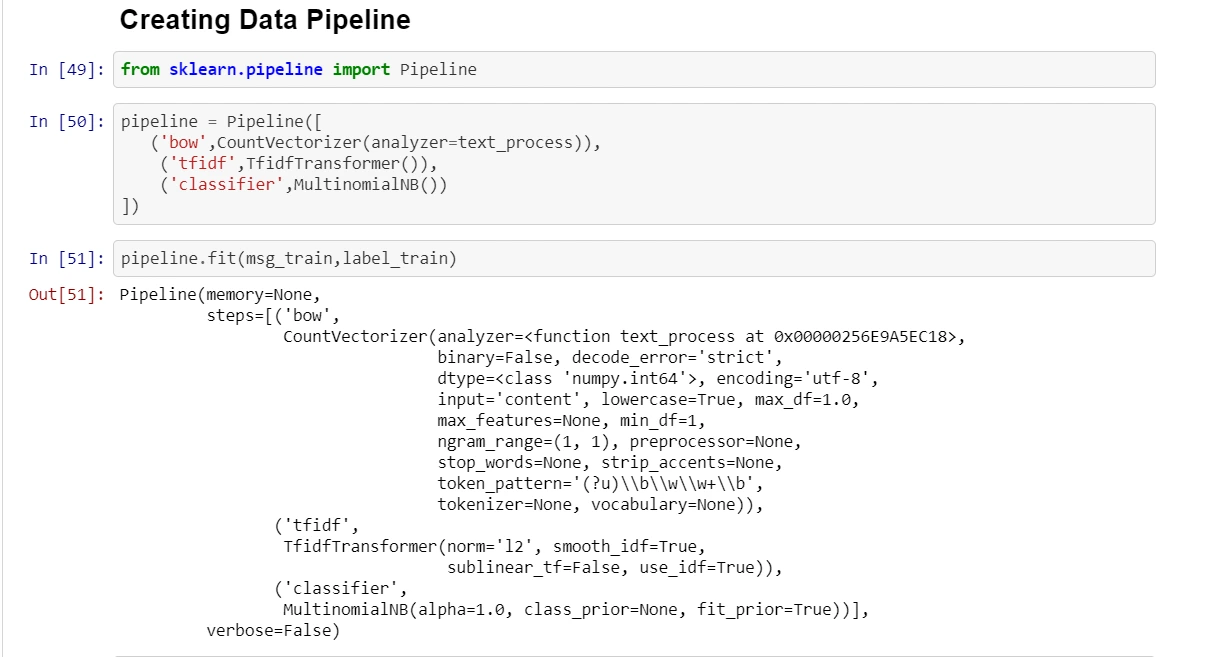 Creating Data Pipeline
In [49]: from sklearn.pipeline import Pipeline
In [50]: pipeline = Pipeline([
('bow',CountVectorizer(analyzer=text_process)),
('tfidf',TfidfTransformer()),
('classifier',MultinomialNB())
])
In [51]: pipeline.fit(msg_train,label_train)
Out[51]: Pipeline(memory=None,
steps=[('bow',
CountVectorizer(analyzer=<function text_process at 0x00000256E9A5EC18>,
binary=False, decode_error='strict',
dtype=<class 'numpy.int64'>, encoding='utf-8',
input='content', lowercase=True, max_df=1.0,
max_features=None, min_df=1,
ngram_range=(1, 1), preprocessor=None,
stop_words=None, strip_accents=None,
token_pattern='(?u)\\b\\w\\w+\\b',
tokenizer=None, vocabulary=None)),
('tfidf',
TfidfTransformer(norm='l2', smooth_idf=True,
sublinear_tf=False, use_idf=True)),
('classifier',
MultinomialNB(alpha=1.0, class_prior=None, fit_prior=True))],
verbose=False)